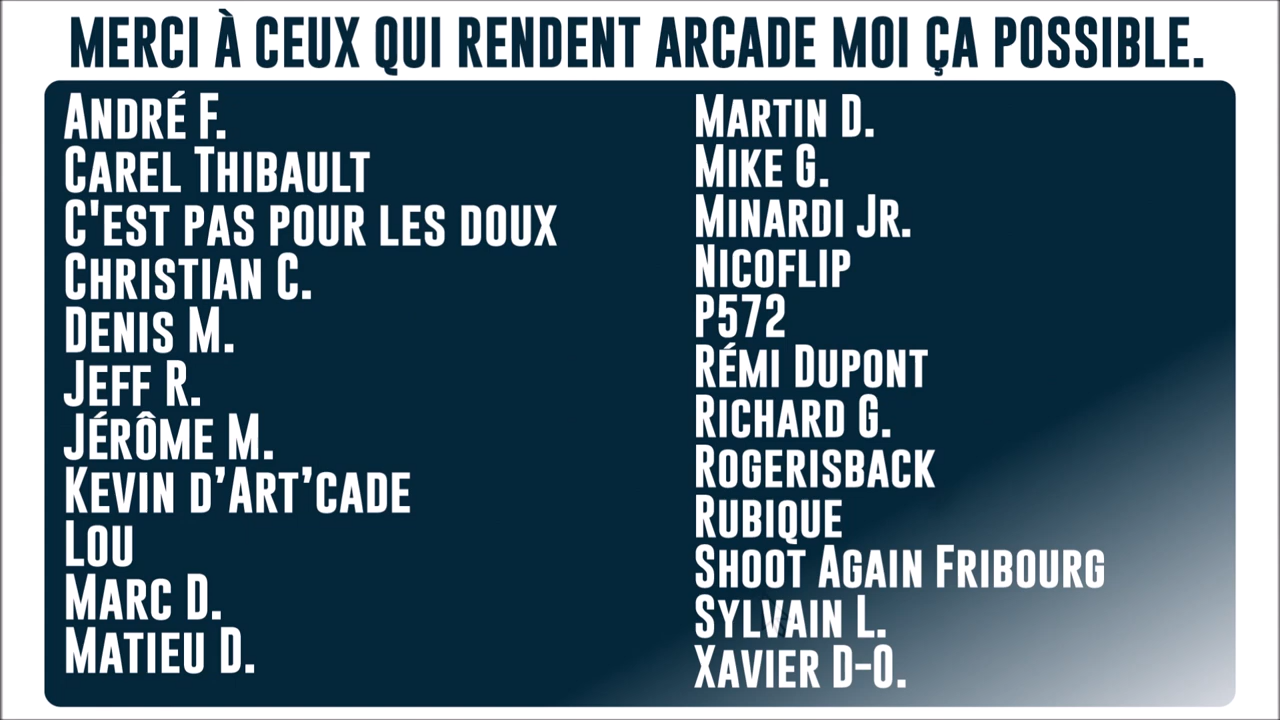 MERCI À CEUX QUI RENDENT ARCADE MOI ÇA POSSIBLE.
ANDRÉ F.
CAREL THIBAULT
C'EST PAS POUR LES DOUX
CHRISTIAN C.
DENIS M.
JEFF R.
JÉRÔME M.
KEVIN D’ART’CADE
LOU
MARC D.
MATIEU D.
MARTIN D.
MIKE G.
MINARDI JR.
NICOFLIP
P572
RÉMI DUPONT
RICHARD G.
ROGERISBACK
RUBIQUE
SHOOT AGAIN FRIBOURG
SYLVAIN L.
XAVIER D-O.